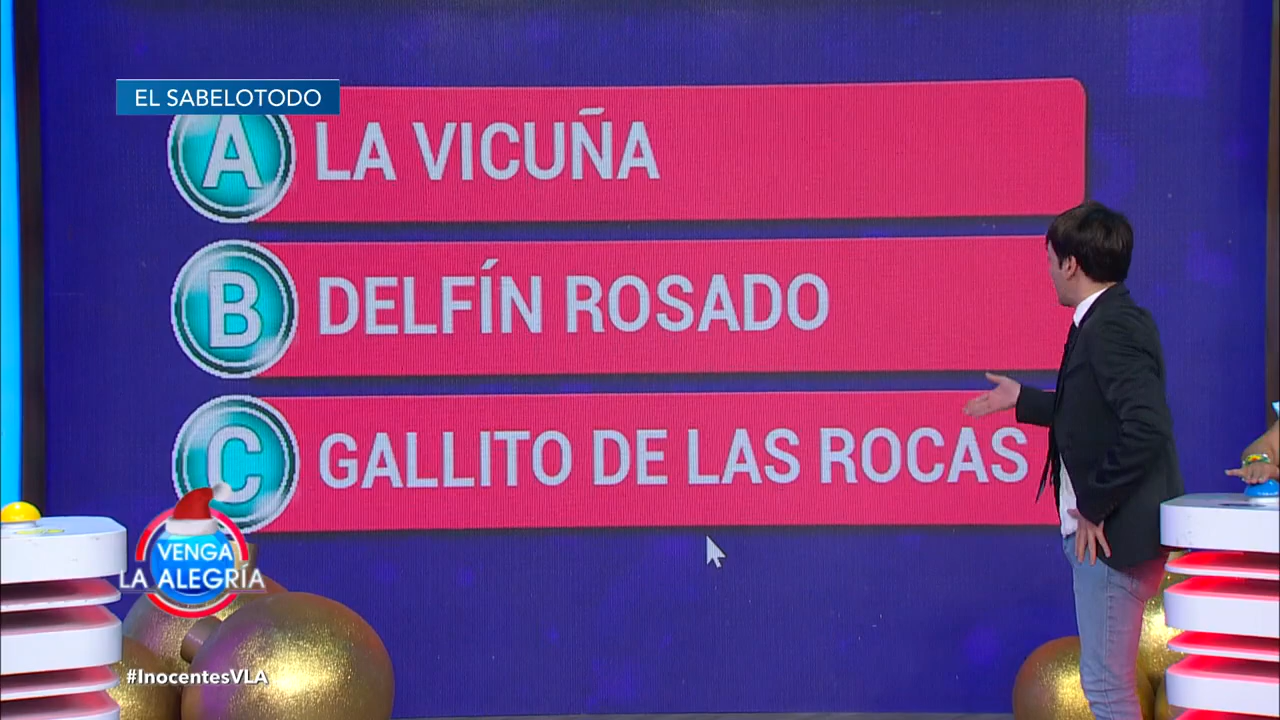 EL SABELOTODO
A LA VICUÑA
B DELFÍN ROSADO
C GALLITO DE LAS ROCAS
VENGA
LA ALEGRÍA
#InocentesVLA